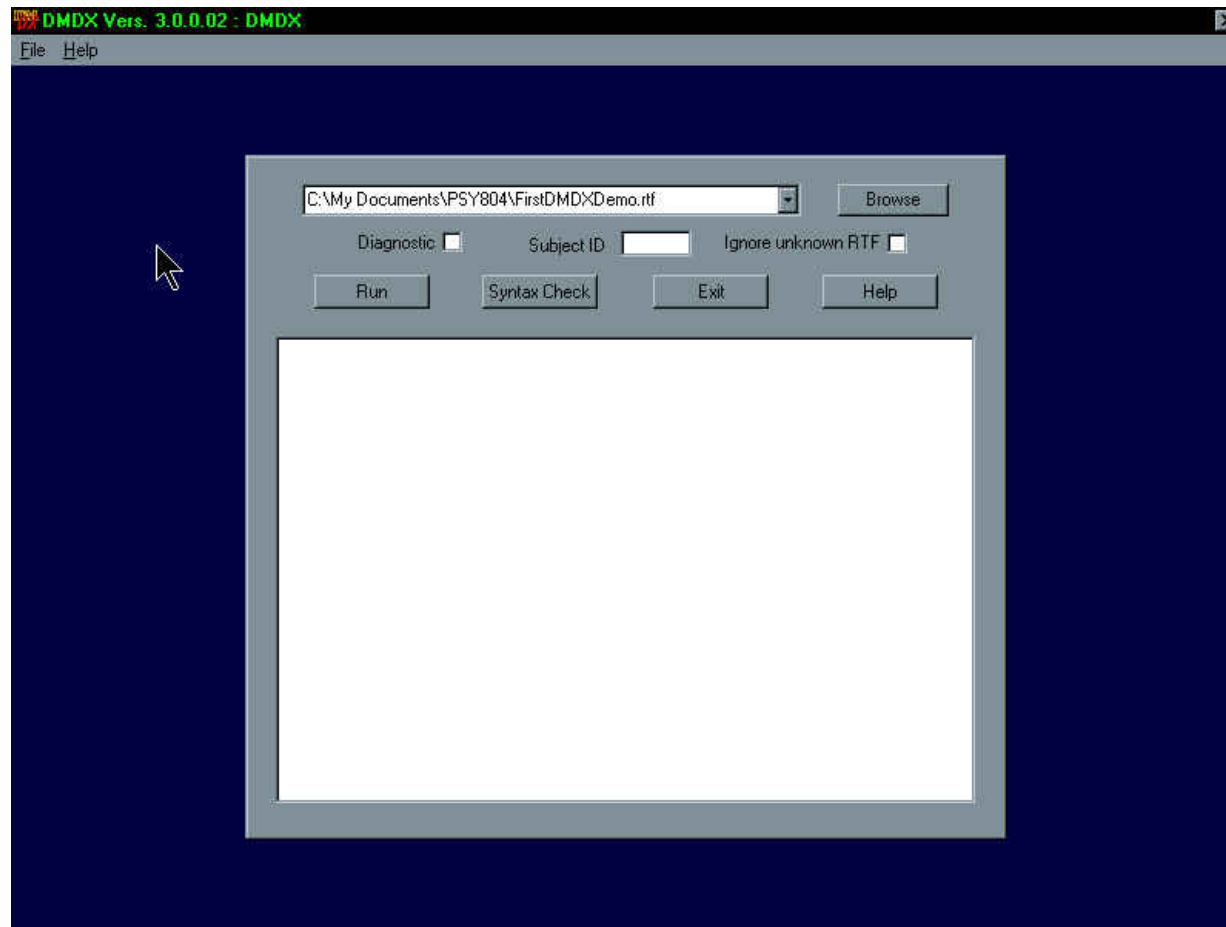 DMDX Vers. 3.0.0.02 : DMDX
File Help
C:\My Documents\PSY804\FirstDMDXDemo.rtf Browse
Diagnostic Subject ID Ignore unknown RTF
Run Syntax Check Exit Help